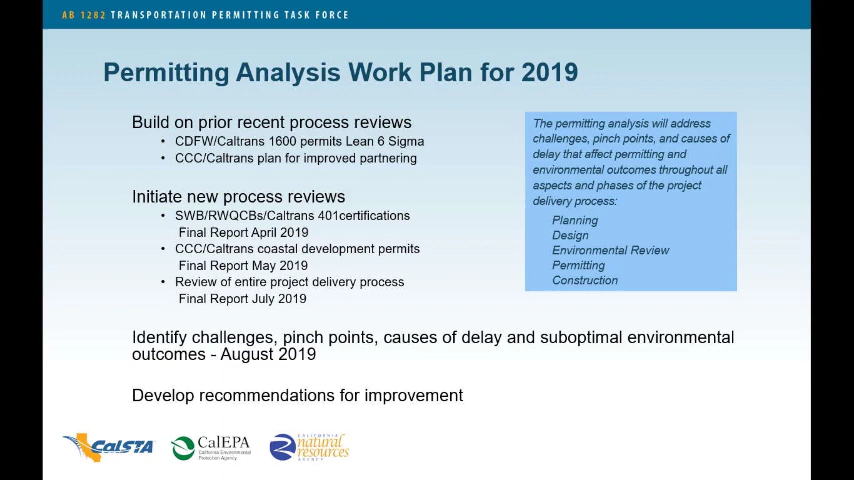 AB 1282 TRANSPORTATION PERMITTING TASK FORCE
Permitting Analysis Work Plan for 2019
Build on prior recent process reviews
• CDFW/Caltrans 1600 permits Lean 6 Sigma
• CCC/Caltrans plan for improved partnering
Initiate new process reviews
• SWB/RWQCBs/Caltrans 401certifications
Final Report April 2019
• CCC/Caltrans coastal development permits
Final Report May 2019
• Review of entire project delivery process
Final Report July 2019
Identify challenges, pinch points, causes of delay and suboptimal environmental
outcomes - August 2019
Develop recommendations for improvement
The permitting analysis will address
challenges, pinch points, and causes of
delay that affect permitting and
environmental outcomes throughout all
aspects and phases of the project
delivery process:
Planning
Design
Environmental Review
Permitting
Construction
CalSTA
CalEPA
California Environmental
Protection Agency
CALIFORNIA
natural
resources
AGENCY